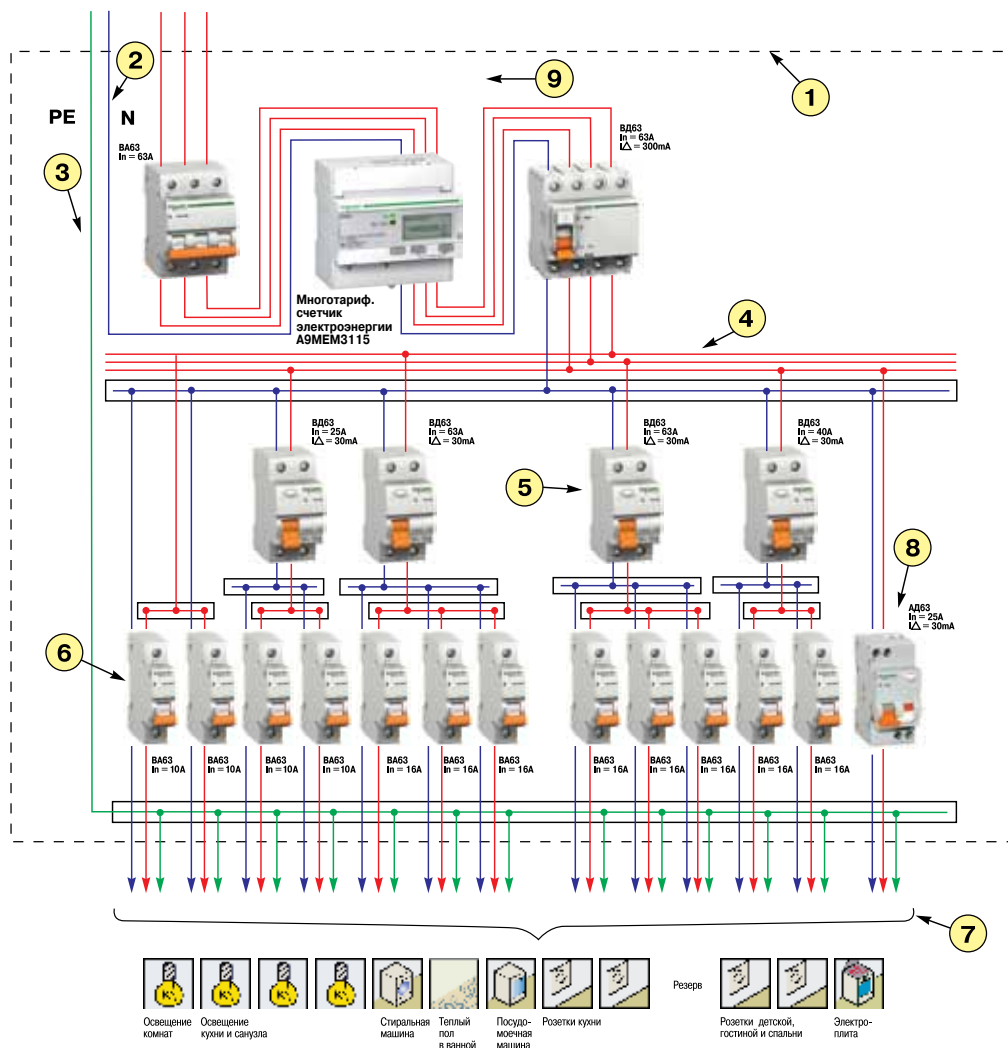 2
9
1
PE
N
3
ВА63
In = 63A
ВД63
In = 63A
I∆ = 300mA
Многотариф.
счетчик
электроэнергии
A9MEM3115
4
ВД63
In = 25A
I∆ = 30mA
ВД63
In = 63A
I∆ = 30mA
ВД63
In = 63A
I∆ = 30mA
ВД63
In = 40A
I∆ = 30mA
5
8
АД63
In = 25A
I∆ = 30mA
6
ВА63
In = 10A
ВА63
In = 10A
ВА63
In = 10A
ВА63
In = 10A
ВА63
In = 16A
ВА63
In = 16A
ВА63
In = 16A
ВА63
In = 16A
ВА63
In = 16A
ВА63
In = 16A
ВА63
In = 16A
ВА63
In = 16A
7
Освещение
комнат
Освещение
кухни и санузла
Стиральная
машина
Теплый
пол
в ванной
Посудо-
моечная
машина
Розетки кухни
Резерв
Розетки детской,
гостиной и спальни
Электро-
плита